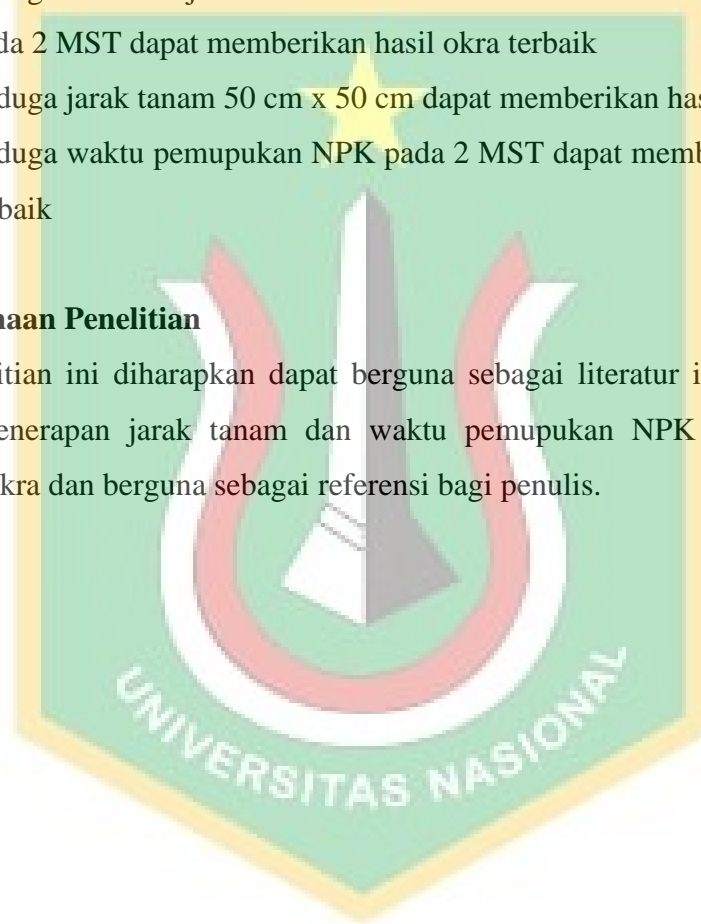 da 2 MST dapat memberikan hasil okra terbaik
duga jarak tanam 50 cm x 50 cm dapat memberikan has
duga waktu pemupukan NPK pada 2 MST dapat memb
baik
naan Penelitian
itian ini diharapkan dapat berguna sebagai literatur i
enerapan jarak tanam dan waktu pemupukan NPK
kra dan berguna sebagai referensi bagi penulis.
UNIVERSITAS NASIONAL